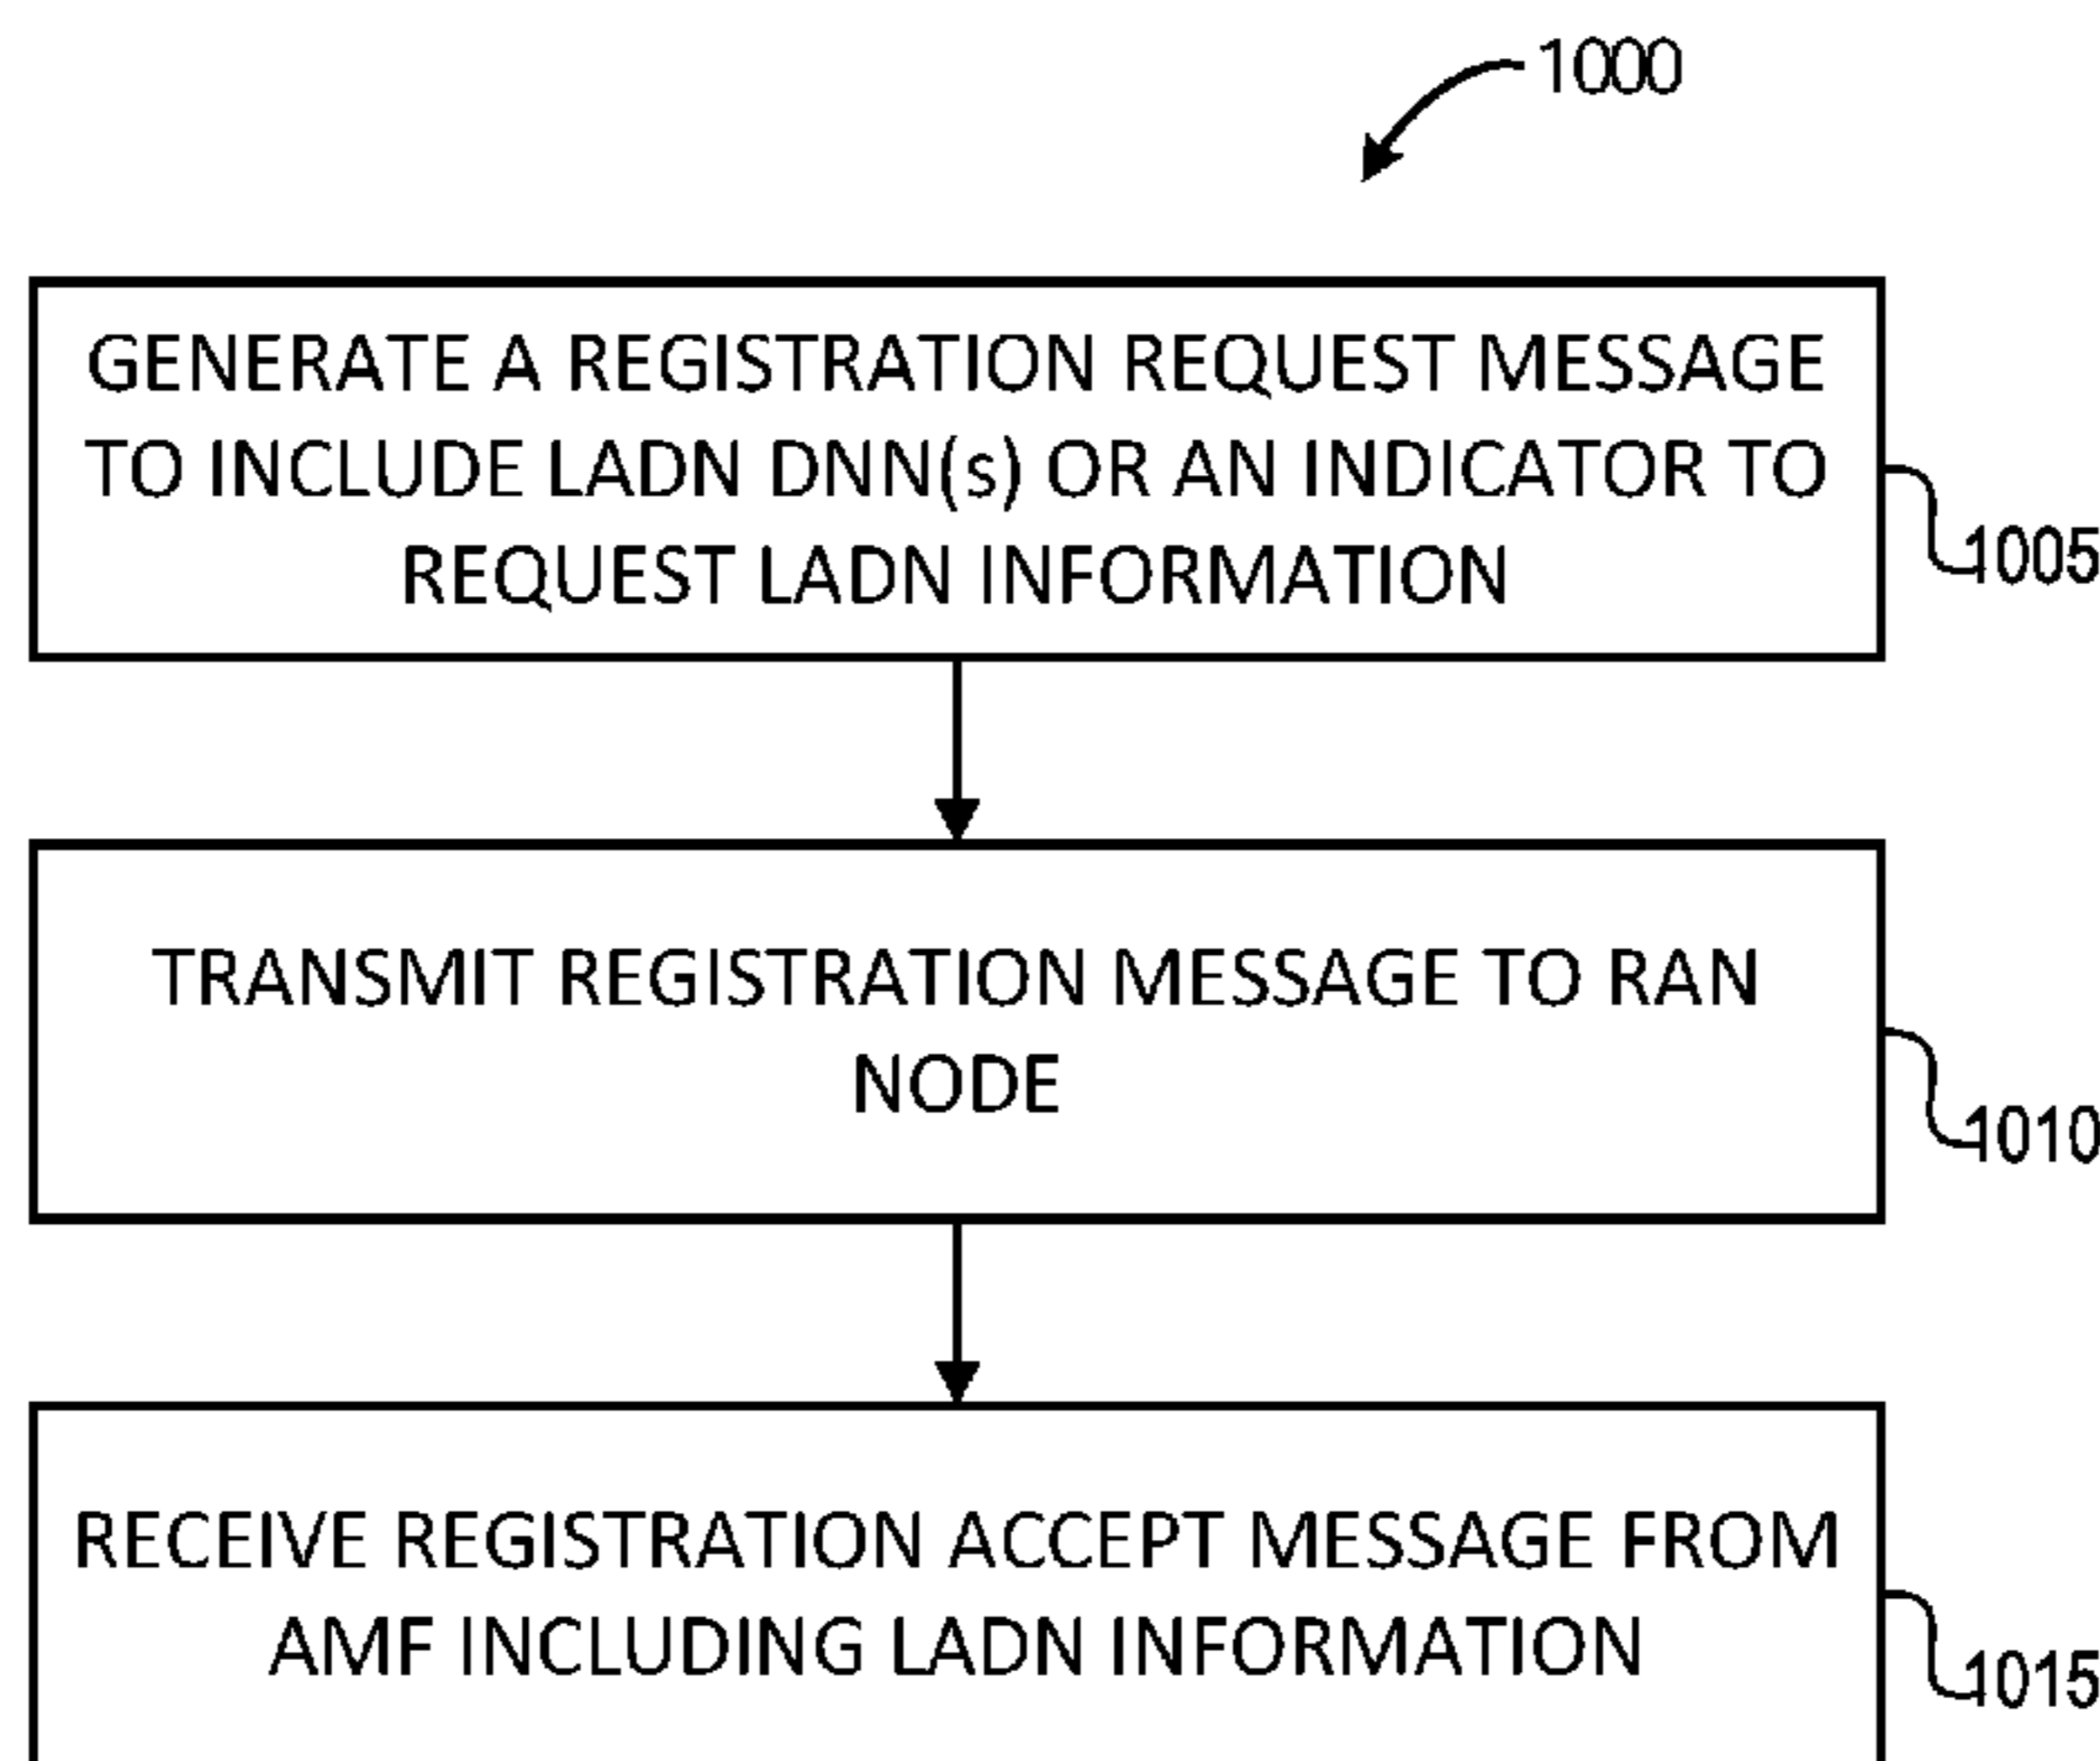 1000
GENERATE A REGISTRATION REQUEST MESSAGE
TO INCLUDE LADN DNN(s) OR AN INDICATOR TO
REQUEST LADN INFORMATION
1005
TRANSMIT REGISTRATION MESSAGE TO RAN
NODE
1010
RECEIVE REGISTRATION ACCEPT MESSAGE FROM
AMF INCLUDING LADN INFORMATION
1015